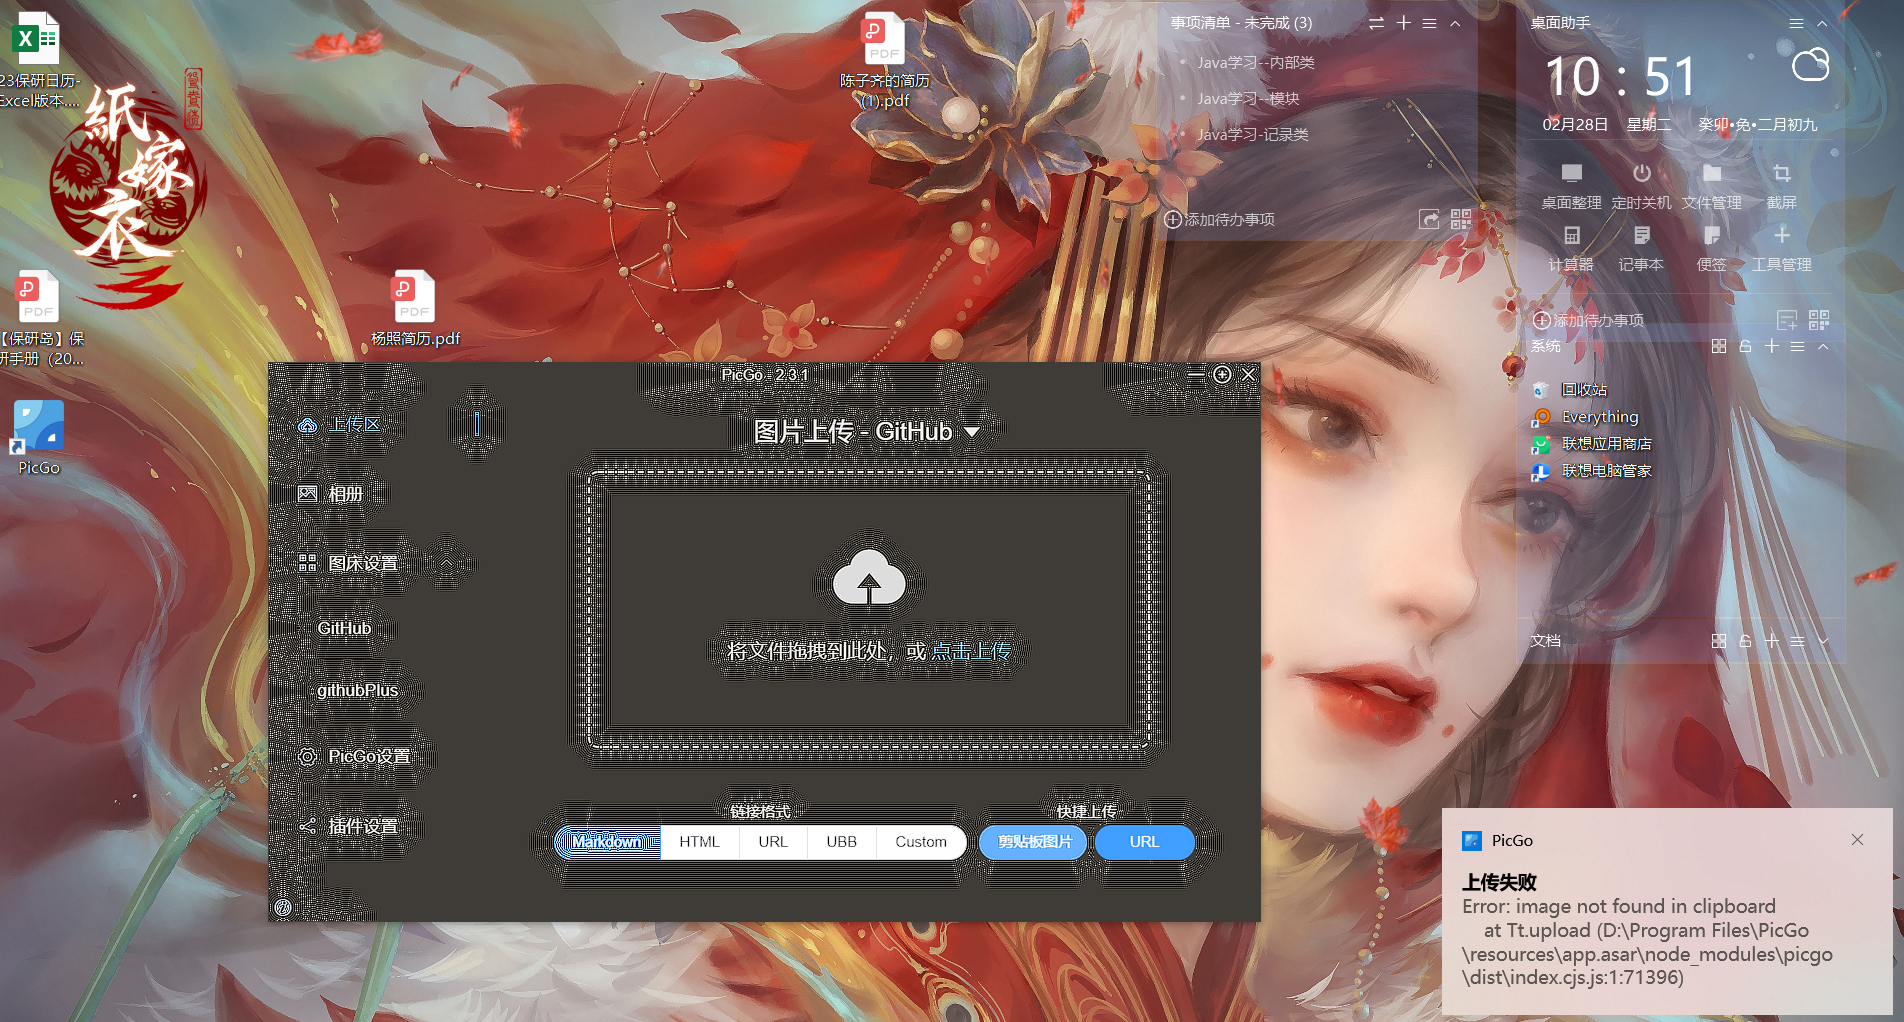 23保研日历-
Excel版本....
紙嫁衣
陈子齐的简历
(1).pdf
【保研岛】保
研手册（20...
杨照简历.pdf
PicGo
事项清单 - 未完成 (3)
Java学习--内部类
Java学习--模块
Java学习-记录类
添加待办事项
桌面助手
10 : 51
02月28日 星期二 癸卯•兔•二月初九
桌面整理 定时关机 文件管理 截屏
计算器 记事本 便签 工具管理
添加待办事项
系统
回收站
Everything
联想应用商店
联想电脑管家
文档
PicGo - 2.3.1
上传区
相册
图床设置
GitHub
githubPlus
PicGo设置
插件设置
图片上传 - GitHub
将文件拖拽到此处，或 点击上传
链接格式
Markdown HTML URL UBB Custom
快捷上传
剪贴板图片 URL
PicGo
上传失败
Error: image not found in clipboard
at Tt.upload (D:\Program Files\PicGo
\resources\app.asar\node_modules\picgo
\dist\index.cjs.js:1:71396)